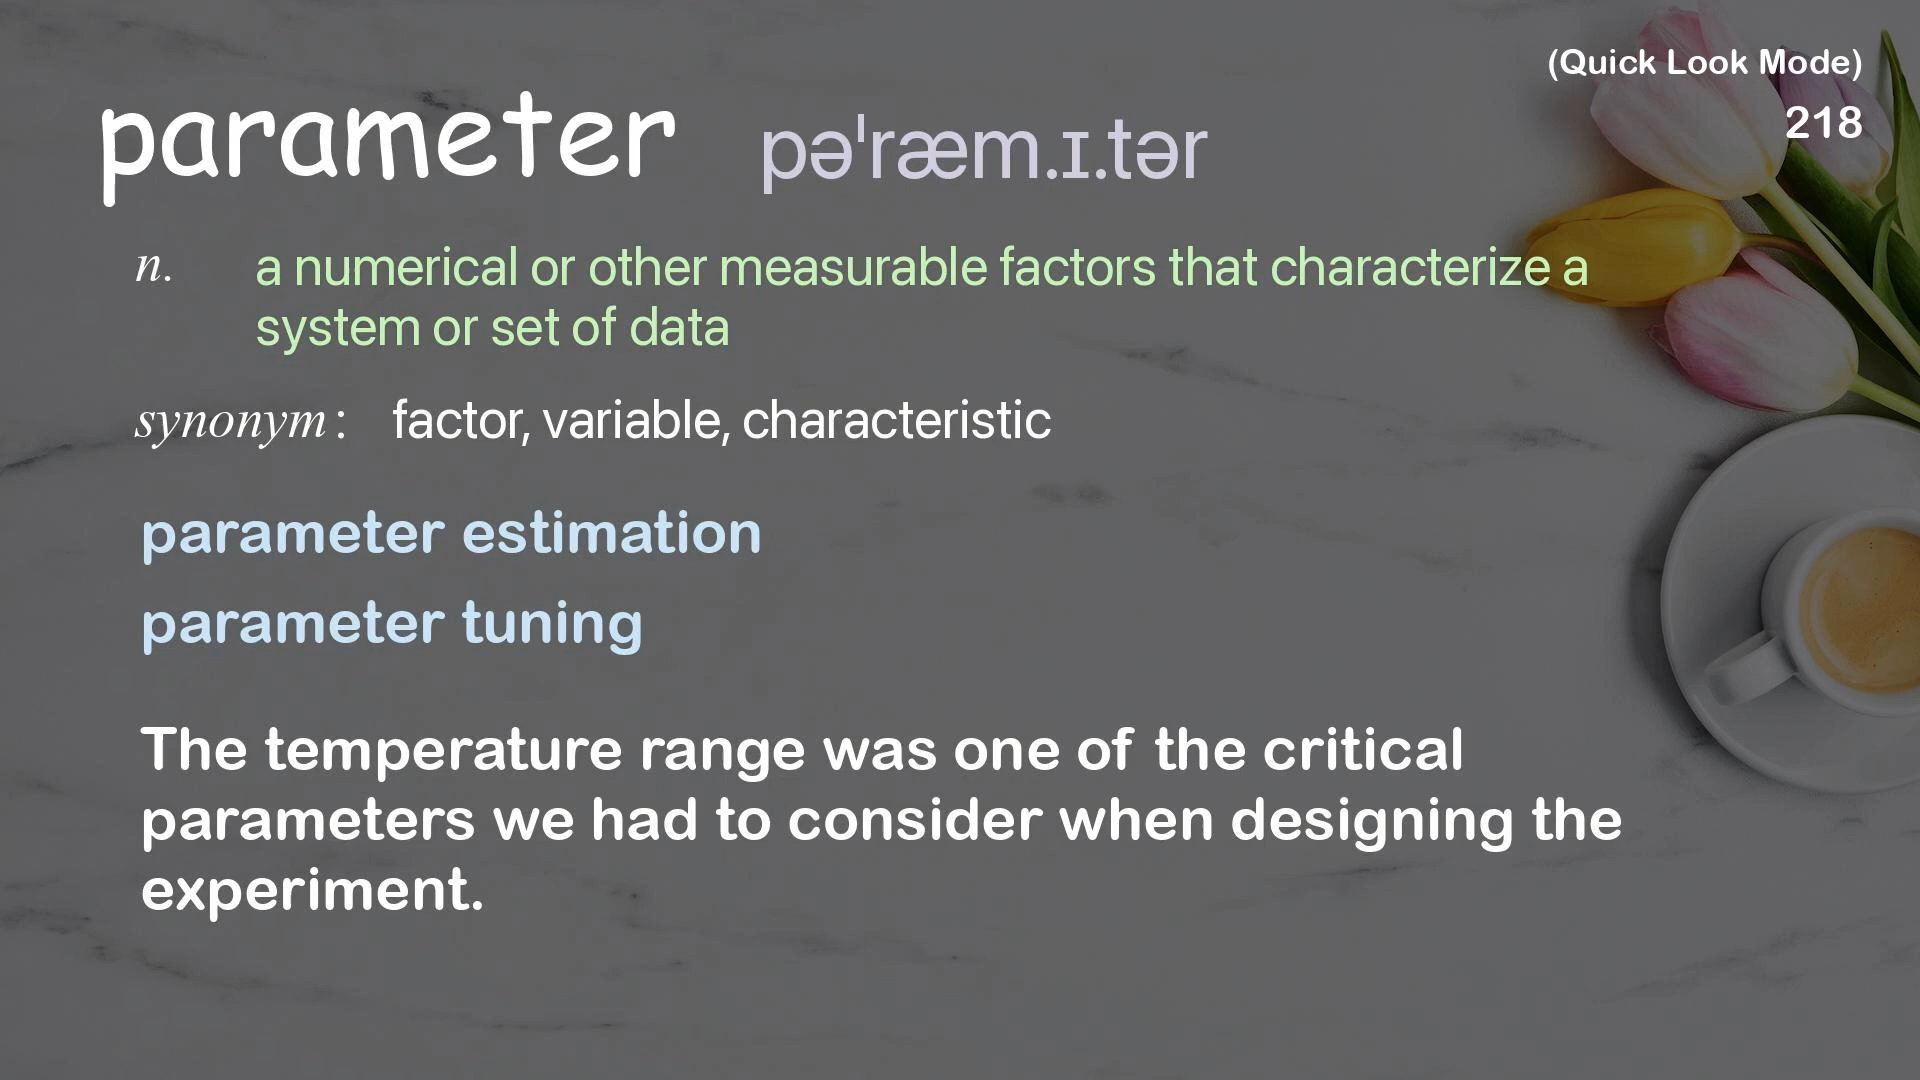 (Quick Look Mode)
218
parameter pəˈræm.ɪ.tər
n. a numerical or other measurable factors that characterize a
system or set of data
synonym: factor, variable, characteristic
parameter estimation
parameter tuning
The temperature range was one of the critical
parameters we had to consider when designing the
experiment.